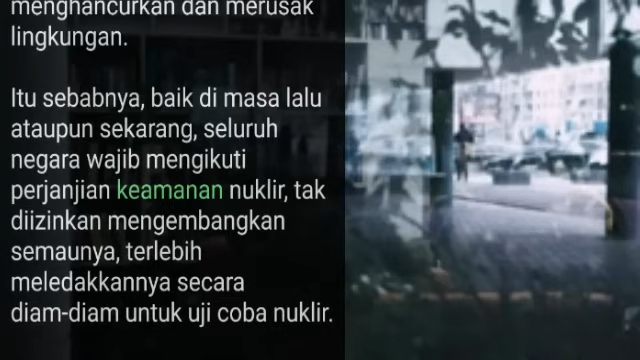 menghancurkan dan merusak
lingkungan.
Itu sebabnya, baik di masa lalu
ataupun sekarang, seluruh
negara wajib mengikuti
perjanjian keamanan nuklir, tak
diizinkan mengembangkan
semaunya, terlebih
meledakkannya secara
diam-diam untuk uji coba nuklir.